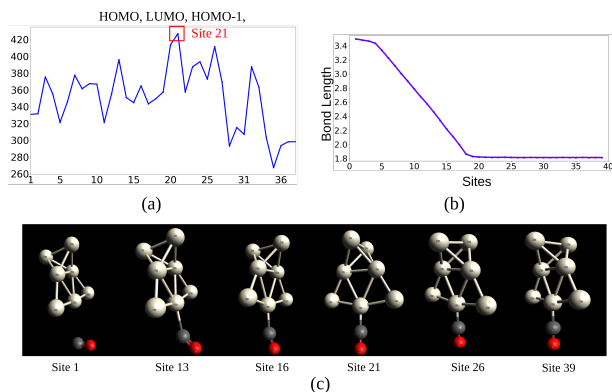 HOMO, LUMO, HOMO-1,
Site 21
420
400
380
360
340
320
300
280
260
1 5 10 15 20 25 30 36
(a)
Bond Length
3.4
3.2
3.0
2.8
2.6
2.4
2.2
2.0
1.8
0 5 10 15 20 25 30 35 40
Sites
(b)
Site 1 Site 13 Site 16 Site 21 Site 26 Site 39
(c)